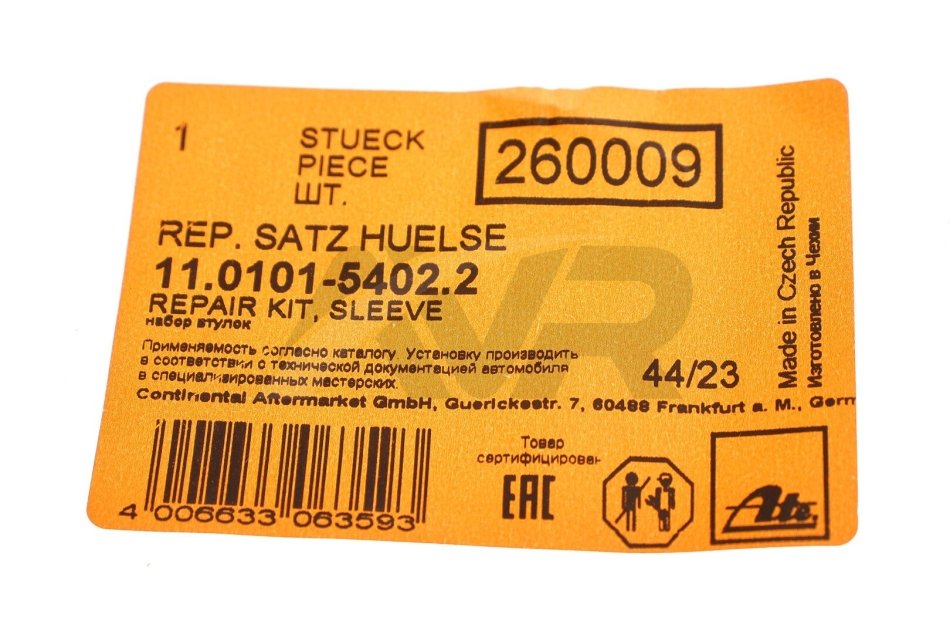 1
STUECK
PIECE
ШТ.
260009
REP. SATZ HUELSE
11.0101-5402.2
REPAIR KIT, SLEEVE
набор втулок
Применяемость согласно каталогу. Установку производить
в соответствии с технической документацией автомобиля
в специализированных мастерских.
44/23
Continental Aftermarket GmbH, Guerickestr. 7, 60488 Frankfurt a. M., Germ
Made in Czech Republic
Изготовлено в Чехии
4 006633 063593
Товар
сертифицирован
EAC
Ate
VR